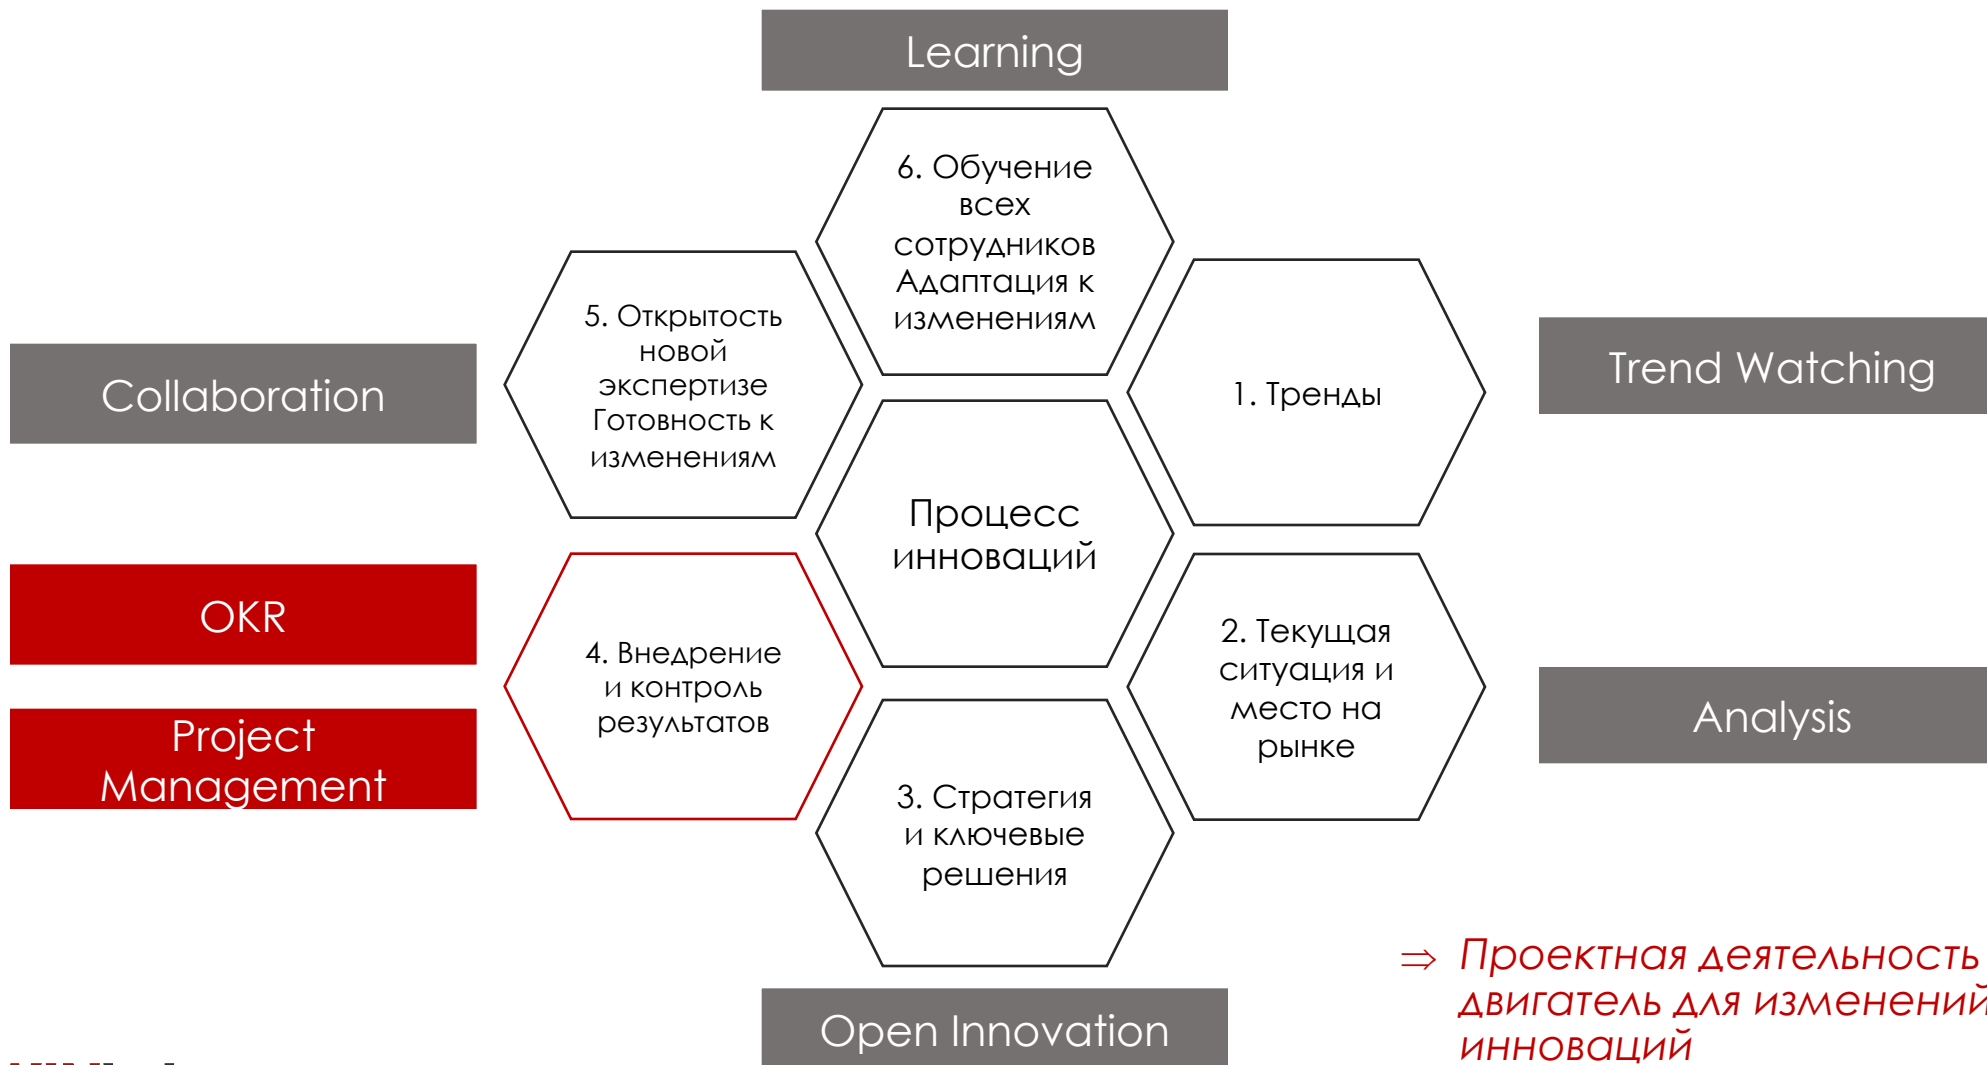 Learning
6. Обучение
всех
сотрудников
Адаптация к
изменениям
5. Открытость
новой
экспертизе
Готовность к
изменениям
1. Тренды
Trend Watching
Collaboration
Процесс
инноваций
OKR
4. Внедрение
и контроль
результатов
2. Текущая
ситуация и
место на
рынке
Project
Management
Analysis
3. Стратегия
и ключевые
решения
⇒ Проектная деятельность
двигатель для изменений
инноваций
Open Innovation